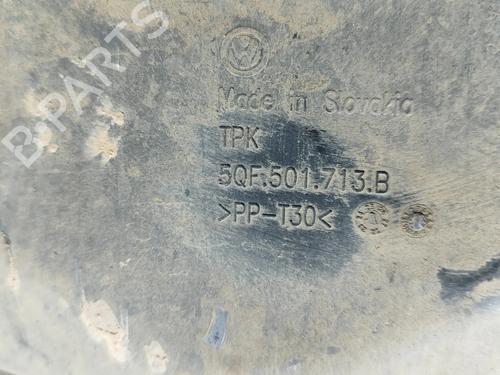 B-PARTS
Made in Slovakia
TPK
5QF.501.713.B
>PP-T30<